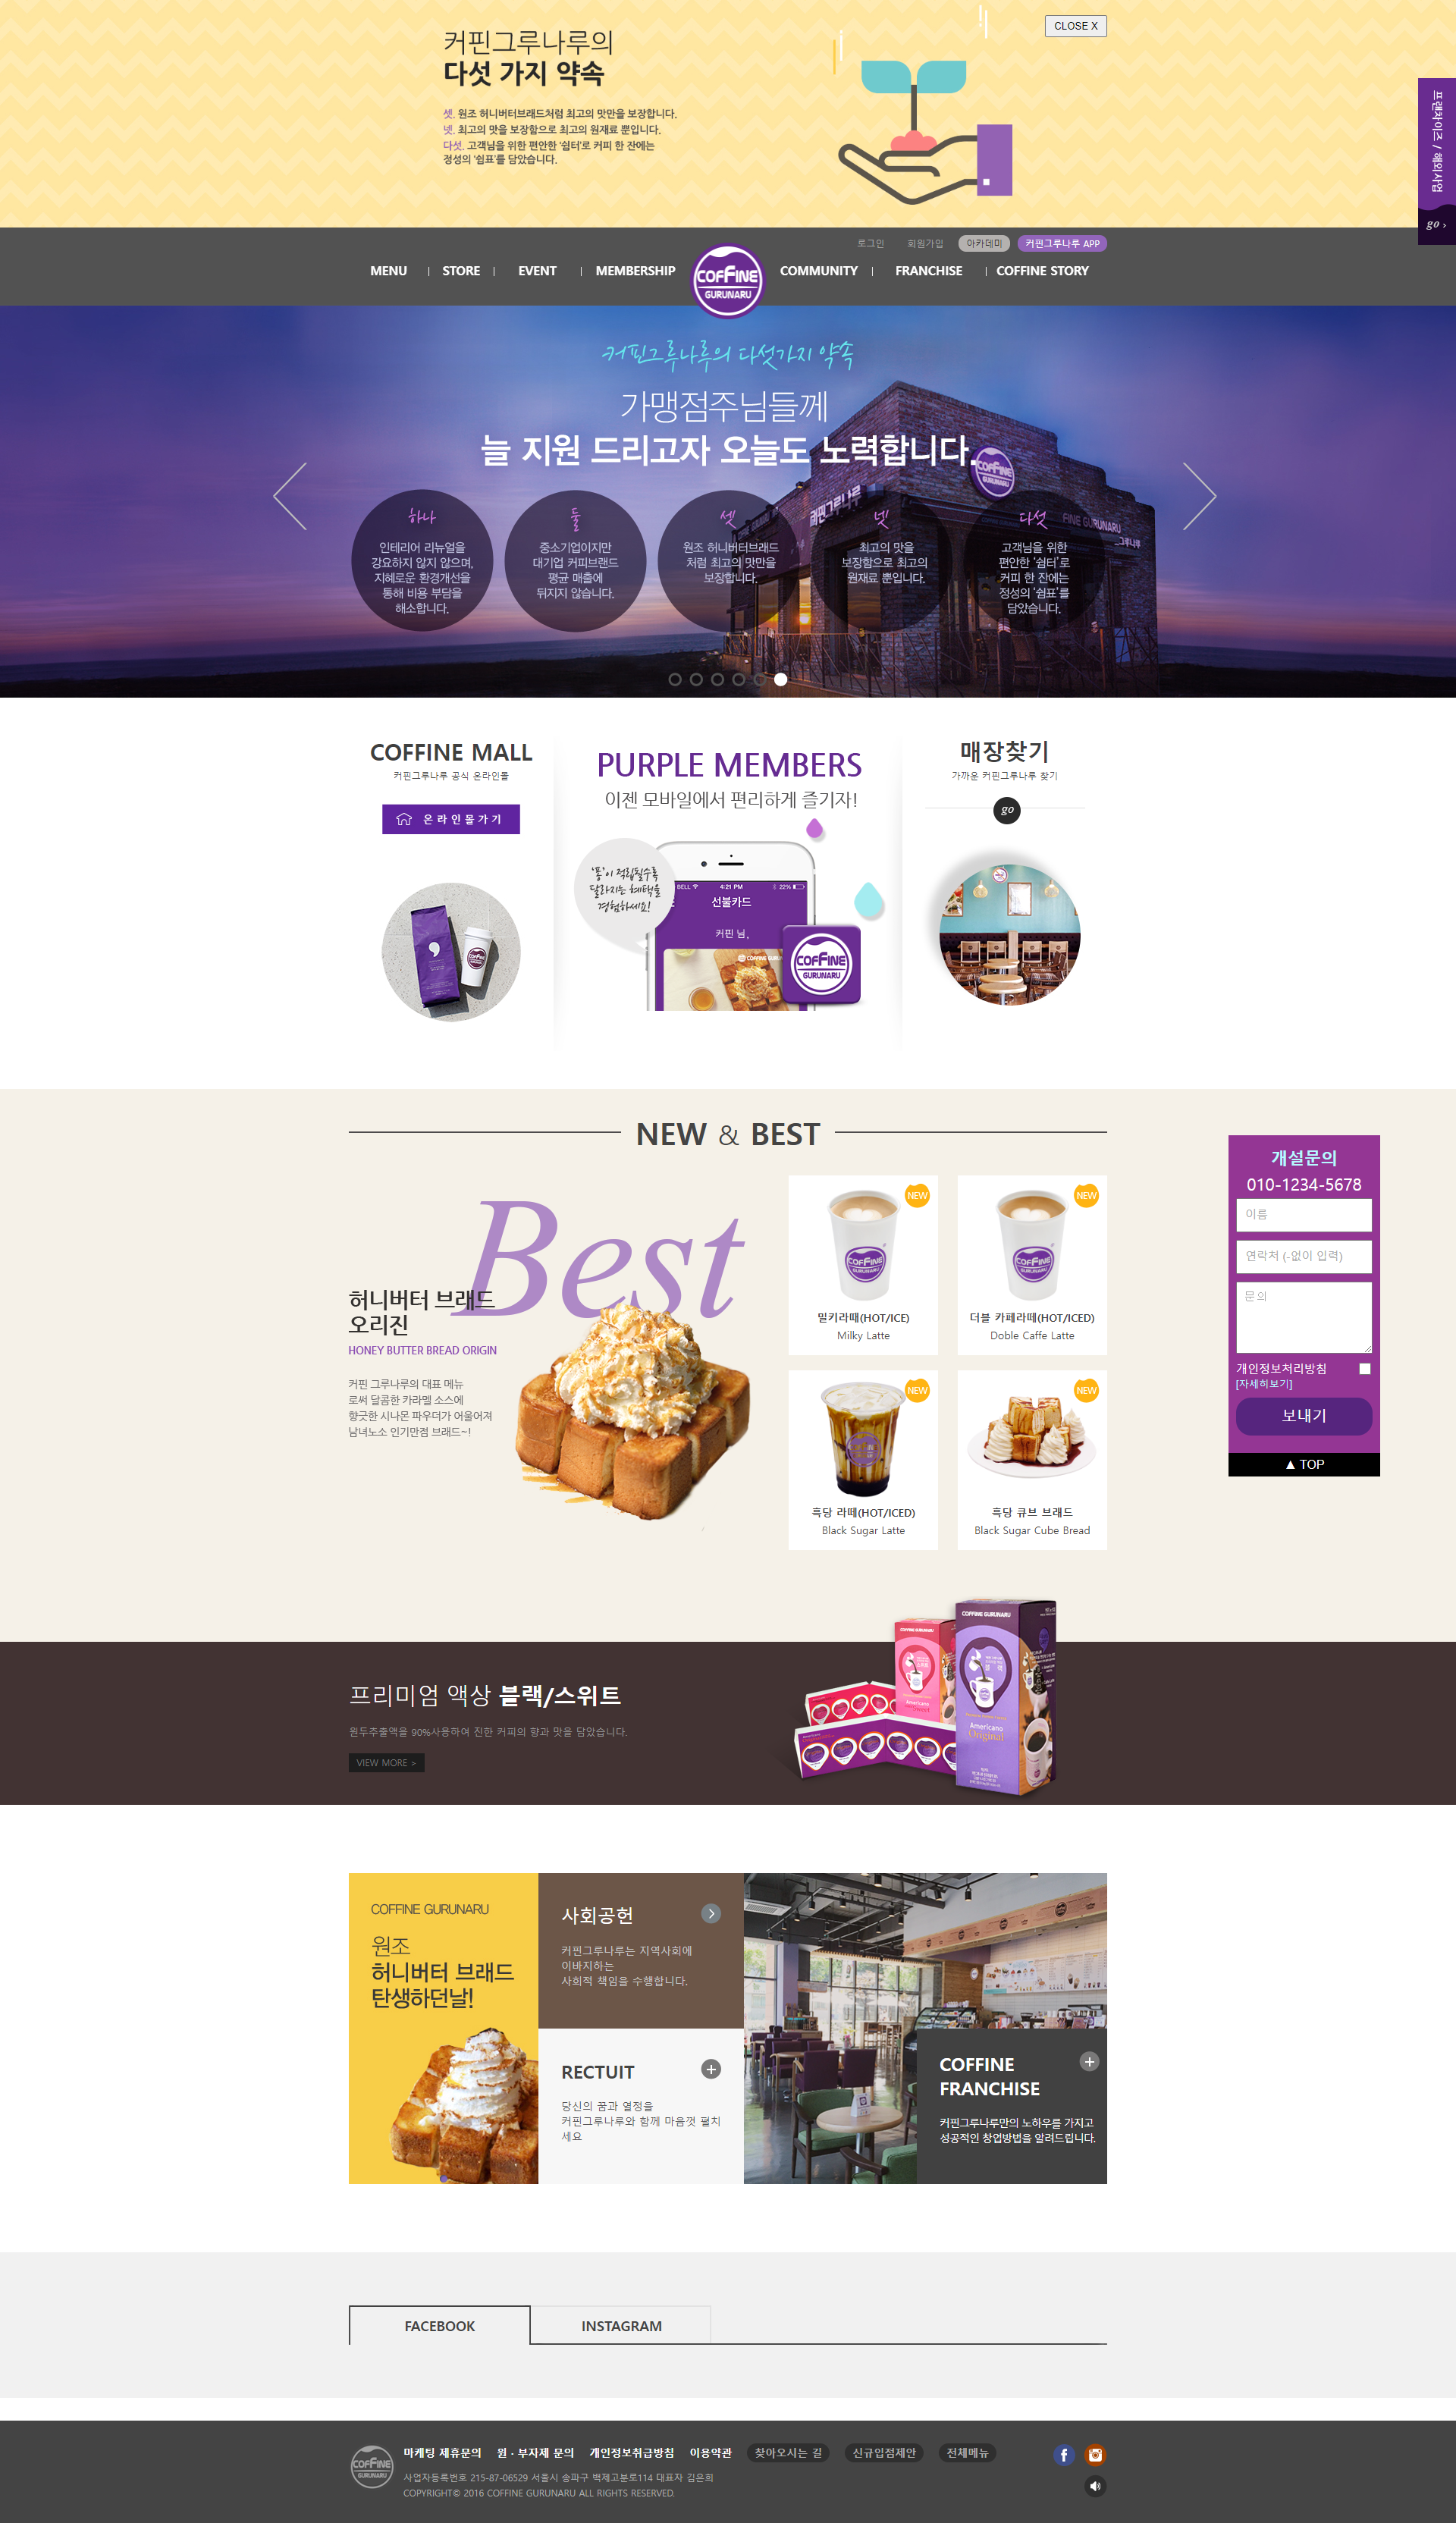 커핀그루나루의
다섯 가지 약속
셋. 원조 허니버터브래드처럼 최고의 맛만을 보장합니다.
넷. 최고의 맛을 보장함으로 최고의 원재료 뿐입니다.
다섯. 고객님을 위한 편안한 '쉼터'로 커피 한 잔에는
정성의 '쉼표'를 담았습니다.
CLOSE X
프랜차이즈 / 해외사업
go ›
로그인 회원가입 아카데미 커핀그루나루 APP
MENU STORE EVENT MEMBERSHIP
COFFINE
GURUNARU
COMMUNITY FRANCHISE COFFINE STORY
커핀그루나루의 다섯가지 약속
가맹점주님들께
늘 지원 드리고자 오늘도 노력합니다.
COFFINE
GURUNARU
커핀그루나루
하나
인테리어 리뉴얼을
강요하지 않지 않으며,
지혜로운 환경개선을
통해 비용 부담을
해소합니다.
둘
중소기업이지만
대기업 커피브랜드
평균 매출에
뒤지지 않습니다.
셋
원조 허니버터브래드
처럼 최고의 맛만을
보장합니다.
넷
최고의 맛을
보장함으로 최고의
원재료 뿐입니다.
다섯
고객님을 위한
편안한 '쉼터'로
커피 한 잔에는
정성의 '쉼표'를
담았습니다.
COFFINE MALL
커핀그루나루 공식 온라인몰
온라인몰가기
PURPLE MEMBERS
이젠 모바일에서 편리하게 즐기자!
'퐁'이 적립될수록
달라지는 혜택을
경험하세요!
BELL 4:21 PM 22%
선불카드
커핀 님,
COFFINE
GURUNARU
매장찾기
가까운 커핀그루나루 찾기
go
NEW & BEST
Best
허니버터 브래드
오리진
HONEY BUTTER BREAD ORIGIN
커핀 그루나루의 대표 메뉴
로써 달콤한 카라멜 소스에
향긋한 시나몬 파우더가 어울어져
남녀노소 인기만점 브래드~!
NEW
COFFINE
GURUNARU
밀키라떼(HOT/ICE)
Milky Latte
NEW
COFFINE
GURUNARU
더블 카페라떼(HOT/ICED)
Doble Caffe Latte
NEW
흑당 라떼(HOT/ICED)
Black Sugar Latte
NEW
흑당 큐브 브래드
Black Sugar Cube Bread
개설문의
010-1234-5678
이름
연락처 (-없이 입력)
문의
개인정보처리방침
[자세히보기]
보내기
▲ TOP
프리미엄 액상 블랙/스위트
원두추출액을 90%사용하여 진한 커피의 향과 맛을 담았습니다.
VIEW MORE >
COFFINE GURUNARU
COFFINE GURUNARU
Americano
Original
COFFINE GURUNARU
원조
허니버터 브래드
탄생하던날!
사회공헌
커핀그루나루는 지역사회에
이바지하는
사회적 책임을 수행합니다.
RECTUIT
당신의 꿈과 열정을
커핀그루나루와 함께 마음껏 펼치
세요
COFFINE
FRANCHISE
커핀그루나루만의 노하우를 가지고
성공적인 창업방법을 알려드립니다.
FACEBOOK INSTAGRAM
COFFINE
GURUNARU
마케팅 제휴문의 원 · 부자제 문의 개인정보취급방침 이용약관 찾아오시는 길 신규입점제안 전체메뉴
사업자등록번호 215-87-06529 서울시 송파구 백제고분로114 대표자 김은희
COPYRIGHT© 2016 COFFINE GURUNARU ALL RIGHTS RESERVED.